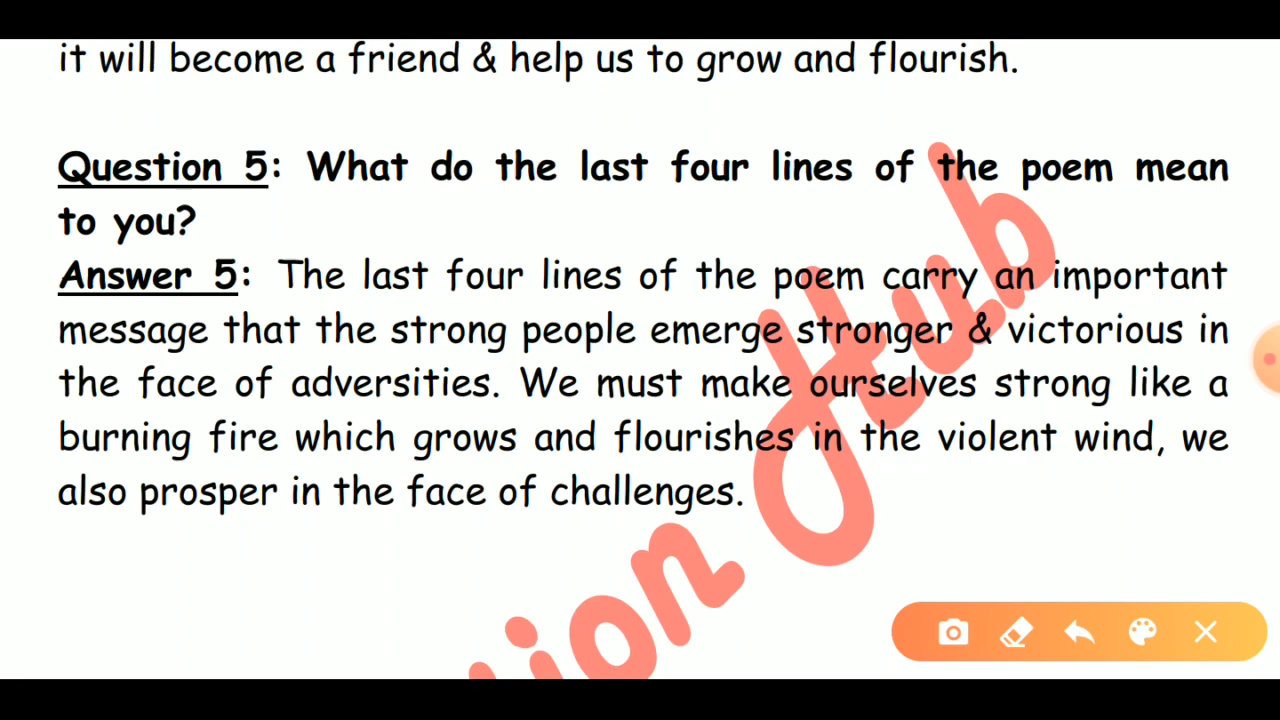 it will become a friend & help us to grow and flourish.
Question 5: What do the last four lines of the poem mean
to you?
Answer 5: The last four lines of the poem carry an important
message that the strong people emerge stronger & victorious in
the face of adversities. We must make ourselves strong like a
burning fire which grows and flourishes in the violent wind, we
also prosper in the face of challenges.
ion Hub